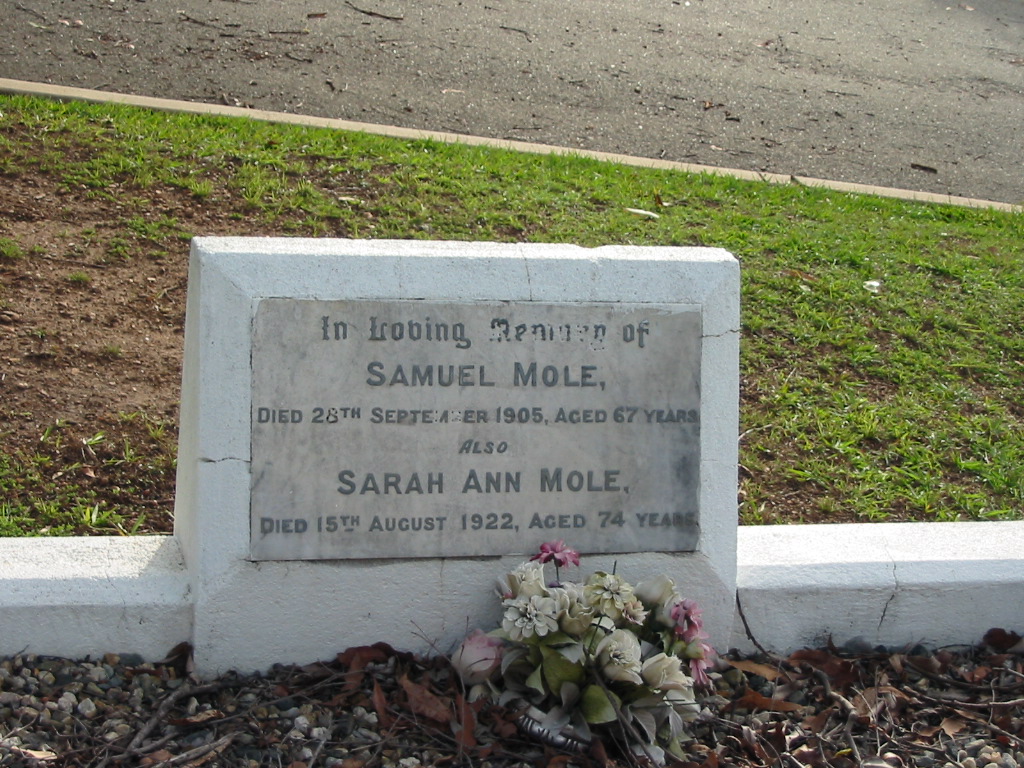 In Loving Memory of
SAMUEL MOLE,
DIED 28TH SEPTEMBER 1905, AGED 67 YEARS
ALSO
SARAH ANN MOLE,
DIED 15TH AUGUST 1922, AGED 74 YEARS.